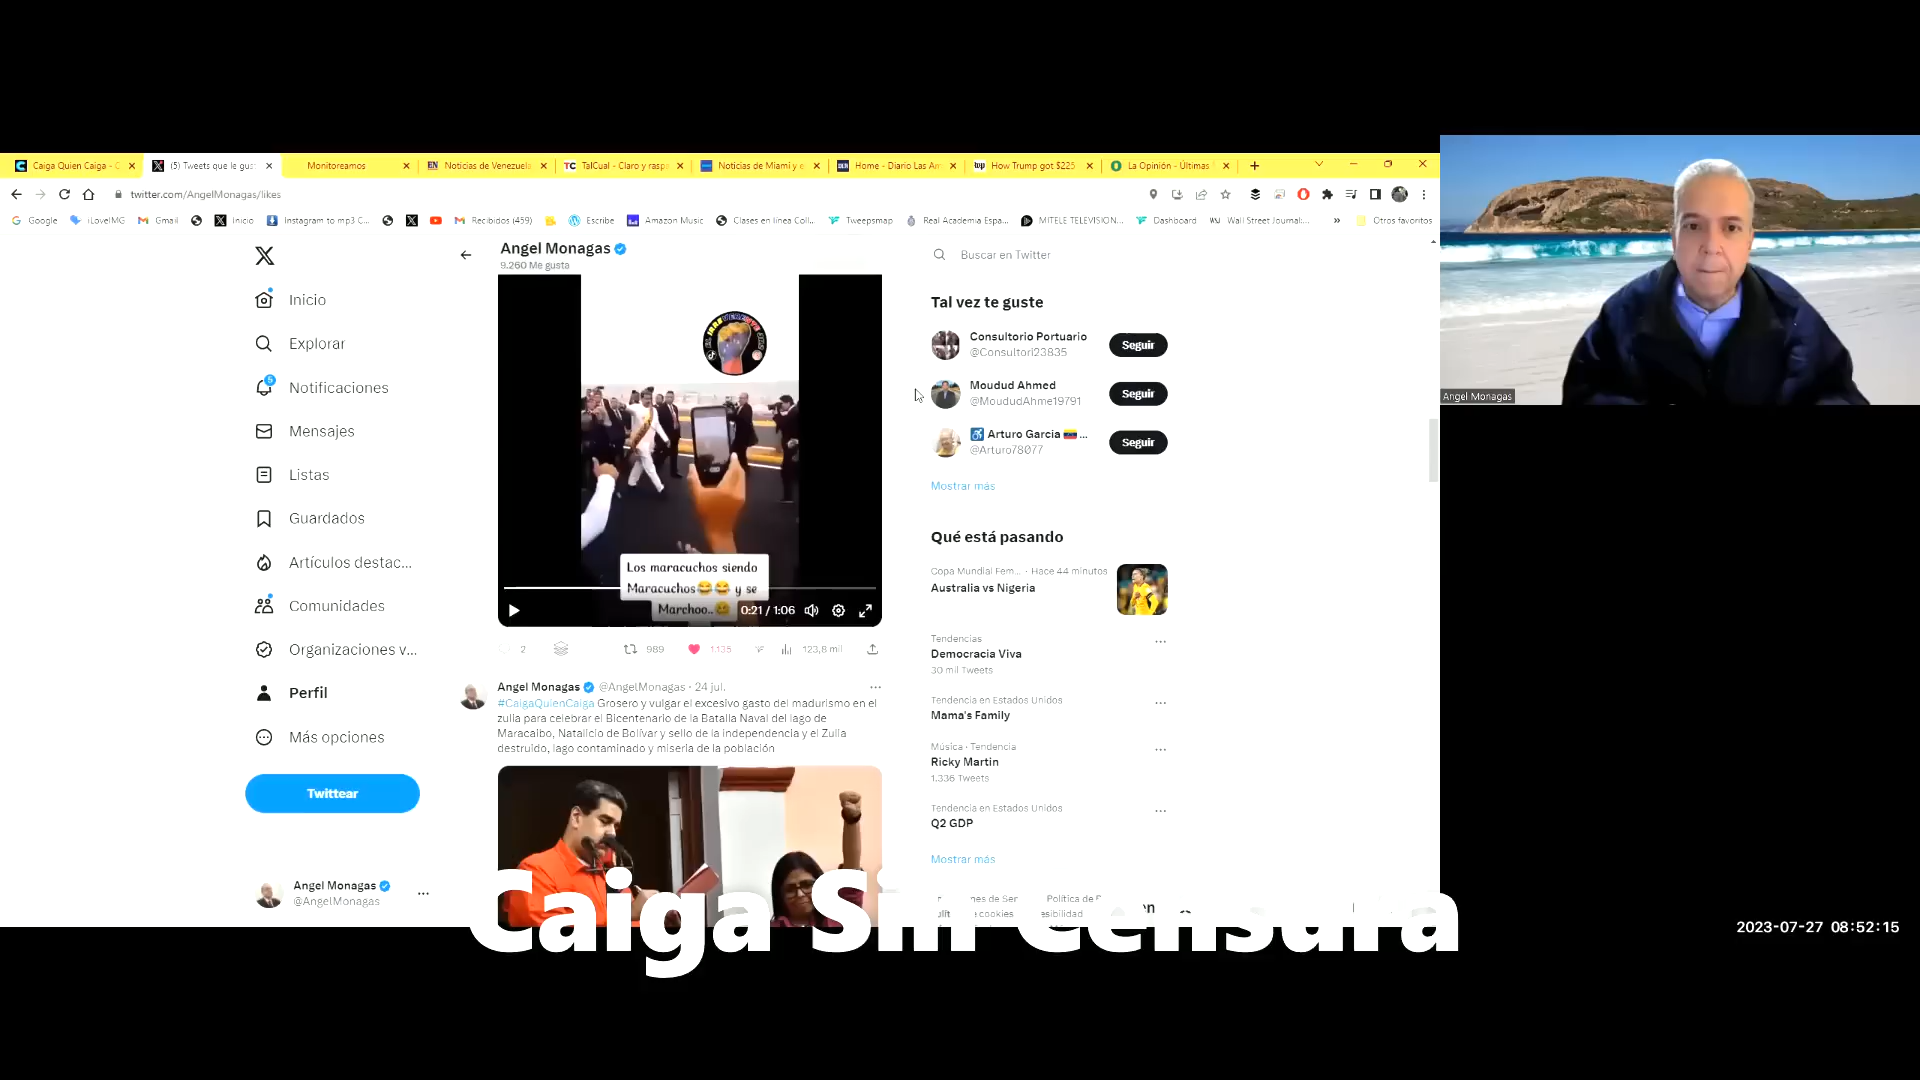 Caiga Quien Caiga - C
(5) Tweets que le gus
Monitoreamos
Noticias de Venezuela
TalCual - Claro y raspa
Noticias de Miami y e
Home - Diario Las Am
How Trump got $225
La Opinión - Últimas
twitter.com/AngelMonagas/likes
Google
iLoveIMG
Gmail
Inicio
Instagram to mp3 C...
Recibidos (459)
Escribe
Amazon Music
Clases en línea Coll...
Tweepsmap
Real Academia Espa...
MITELE TELEVISION...
Dashboard
Wall Street Journal:...
»
Otros favoritos
Angel Monagas
9.260 Me gusta
Inicio
Explorar
5
Notificaciones
Mensajes
Listas
Guardados
Artículos destac...
Comunidades
Organizaciones v...
Perfil
Más opciones
Twittear
Angel Monagas
@AngelMonagas
Los maracuchos siendo
Maracuchos😂😂 y se
Marchoo..
0:21 / 1:06
2
989
1.135
123,8 mil
Angel Monagas @AngelMonagas · 24 jul.
#CaigaQuienCaiga Grosero y vulgar el excesivo gasto del madurismo en el
zulia para celebrar el Bicentenario de la Batalla Naval del lago de
Maracaibo, Natalicio de Bolívar y sello de la independencia y el Zulia
destruido, lago contaminado y miseria de la población
Buscar en Twitter
Tal vez te guste
Consultorio Portuario
@Consultori23835
Seguir
Moudud Ahmed
@MoududAhme19791
Seguir
Arturo Garcia 🇻🇪 ...
@Arturo78077
Seguir
Mostrar más
Qué está pasando
Copa Mundial Fem... · Hace 44 minutos
Australia vs Nigeria
Tendencias
Democracia Viva
30 mil Tweets
Tendencia en Estados Unidos
Mama's Family
Música · Tendencia
Ricky Martin
1.336 Tweets
Tendencia en Estados Unidos
Q2 GDP
Mostrar más
Caiga Sin Censura
Angel Monagas
2023-07-27 08:52:15